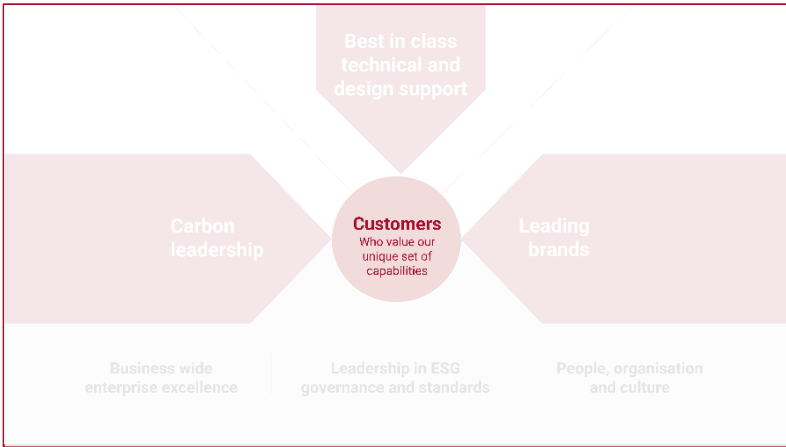 Best in class
technical and
design support
Carbon
leadership
Customers
Who value our
unique set of
capabilities
Leading
brands
Business wide
enterprise excellence
Leadership in ESG
governance and standards
People, organisation
and culture